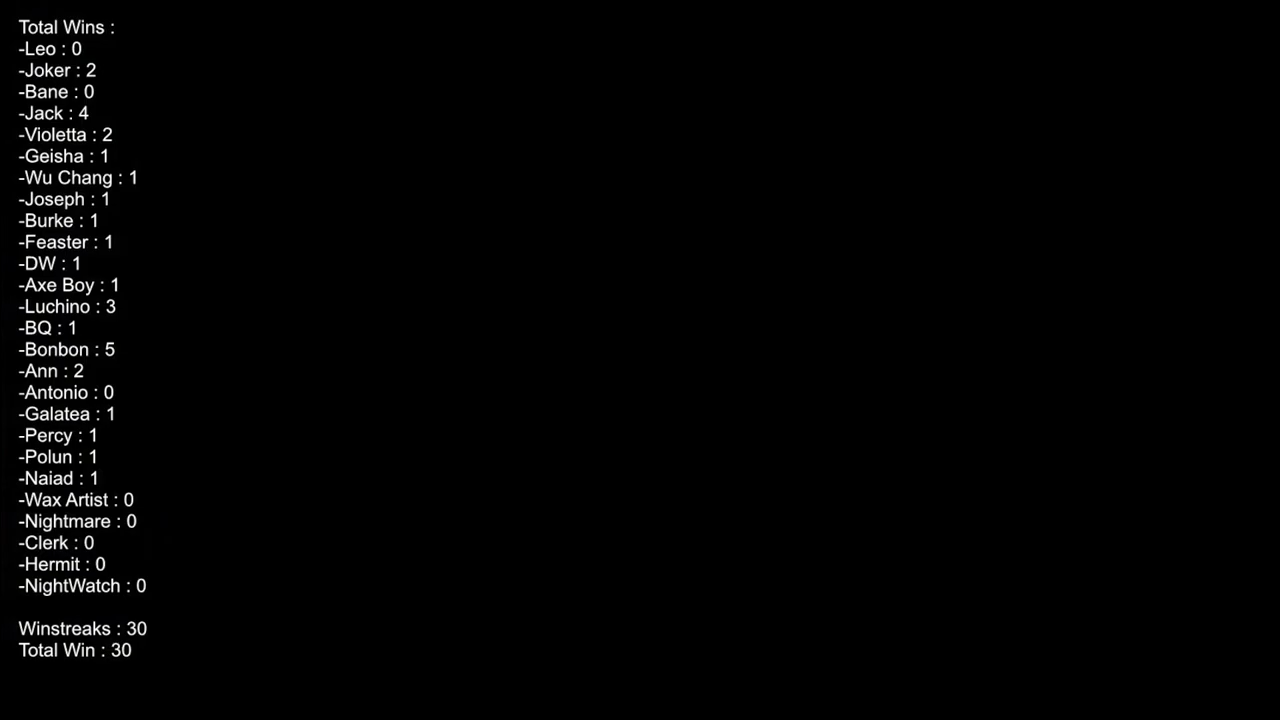 Total Wins :
-Leo : 0
-Joker : 2
-Bane : 0
-Jack : 4
-Violetta : 2
-Geisha : 1
-Wu Chang : 1
-Joseph : 1
-Burke : 1
-Feaster : 1
-DW : 1
-Axe Boy : 1
-Luchino : 3
-BQ : 1
-Bonbon : 5
-Ann : 2
-Antonio : 0
-Galatea : 1
-Percy : 1
-Polun : 1
-Naiad : 1
-Wax Artist : 0
-Nightmare : 0
-Clerk : 0
-Hermit : 0
-NightWatch : 0
Winstreaks : 30
Total Win : 30